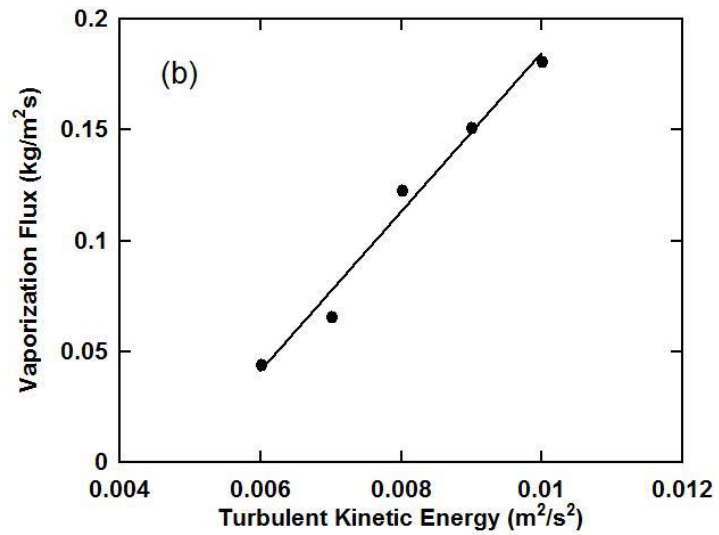 0.2
(b)
0.15
0.1
0.05
0
Vaporization Flux (kg/m²s)
0.004 0.006 0.008 0.01 0.012
Turbulent Kinetic Energy (m²/s²)